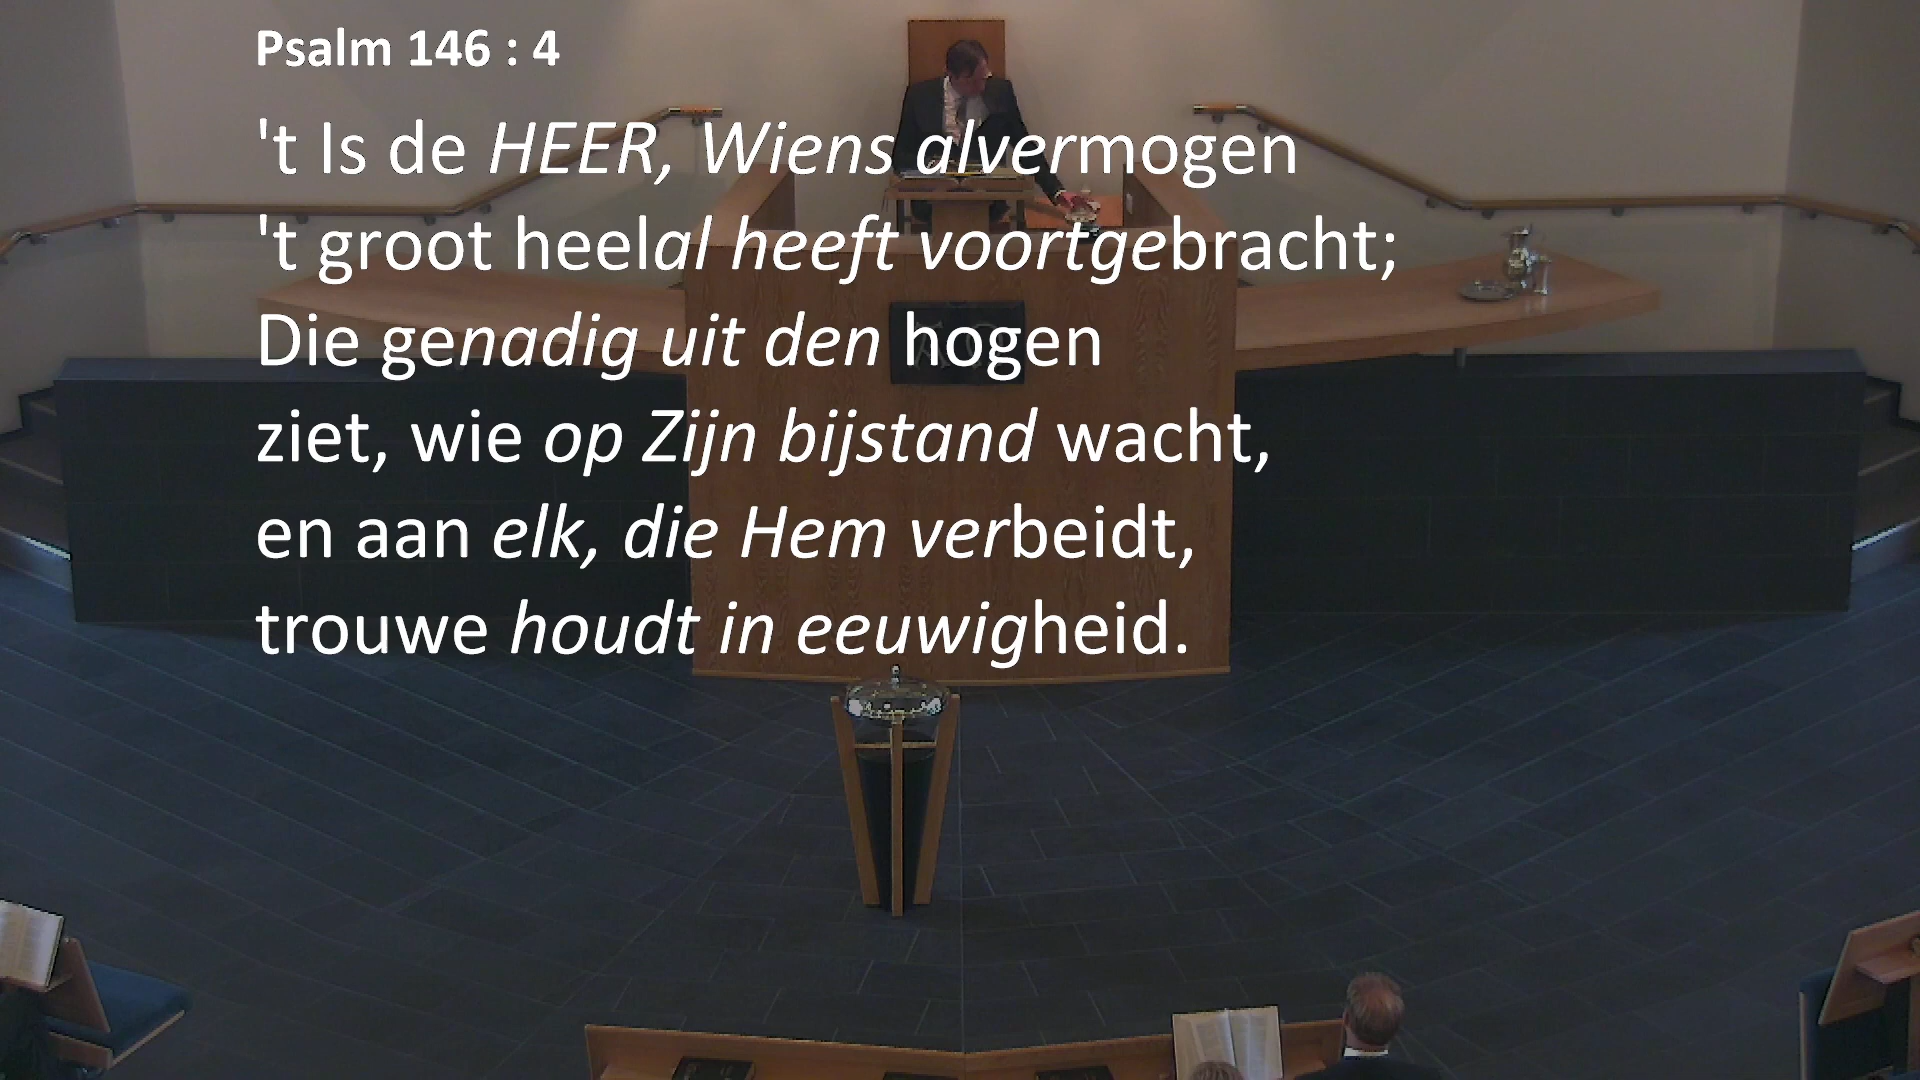 Psalm 146 : 4
't Is de HEER, Wiens alvermogen
't groot heelal heeft voortgebracht;
Die genadig uit den hogen
ziet, wie op Zijn bijstand wacht,
en aan elk, die Hem verbeidt,
trouwe houdt in eeuwigheid.